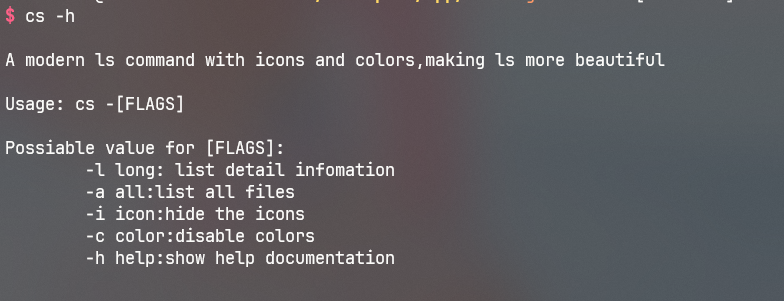 $ cs -h
A modern ls command with icons and colors,making ls more beautiful
Usage: cs -[FLAGS]
Possiable value for [FLAGS]:
-l long: list detail infomation
-a all:list all files
-i icon:hide the icons
-c color:disable colors
-h help:show help documentation